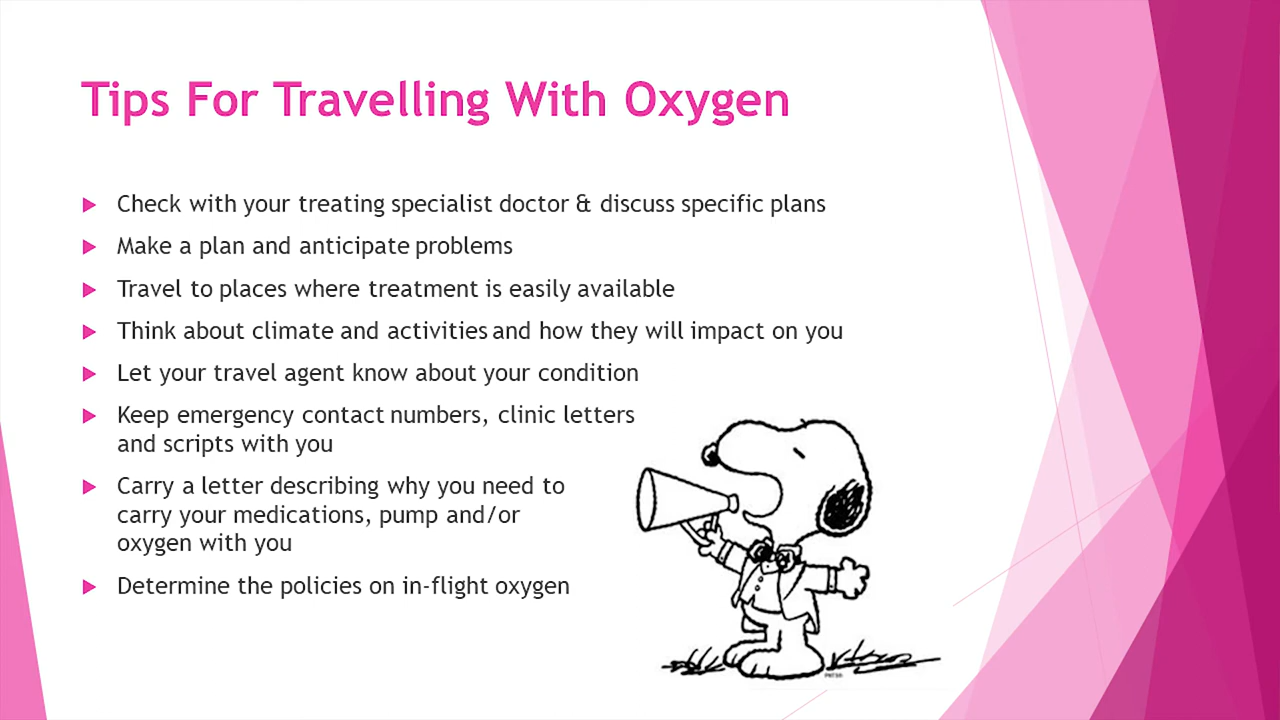 Tips For Travelling With Oxygen
Check with your treating specialist doctor & discuss specific plans
Make a plan and anticipate problems
Travel to places where treatment is easily available
Think about climate and activities and how they will impact on you
Let your travel agent know about your condition
Keep emergency contact numbers, clinic letters
and scripts with you
Carry a letter describing why you need to
carry your medications, pump and/or
oxygen with you
Determine the policies on in-flight oxygen